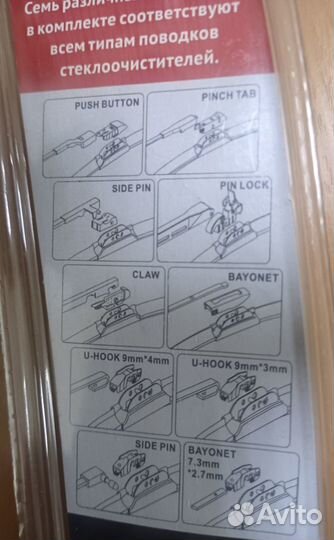 Семь
в комплекте соответствуют
всем типам поводков
стеклоочистителей.
PUSH BUTTON
PINCH TAB
SIDE PIN
PIN LOCK
CLAW
BAYONET
U-HOOK 9mm*4mm
U-HOOK 9mm*3mm
SIDE PIN
BAYONET
7.3mm
*2.7mm
Avito